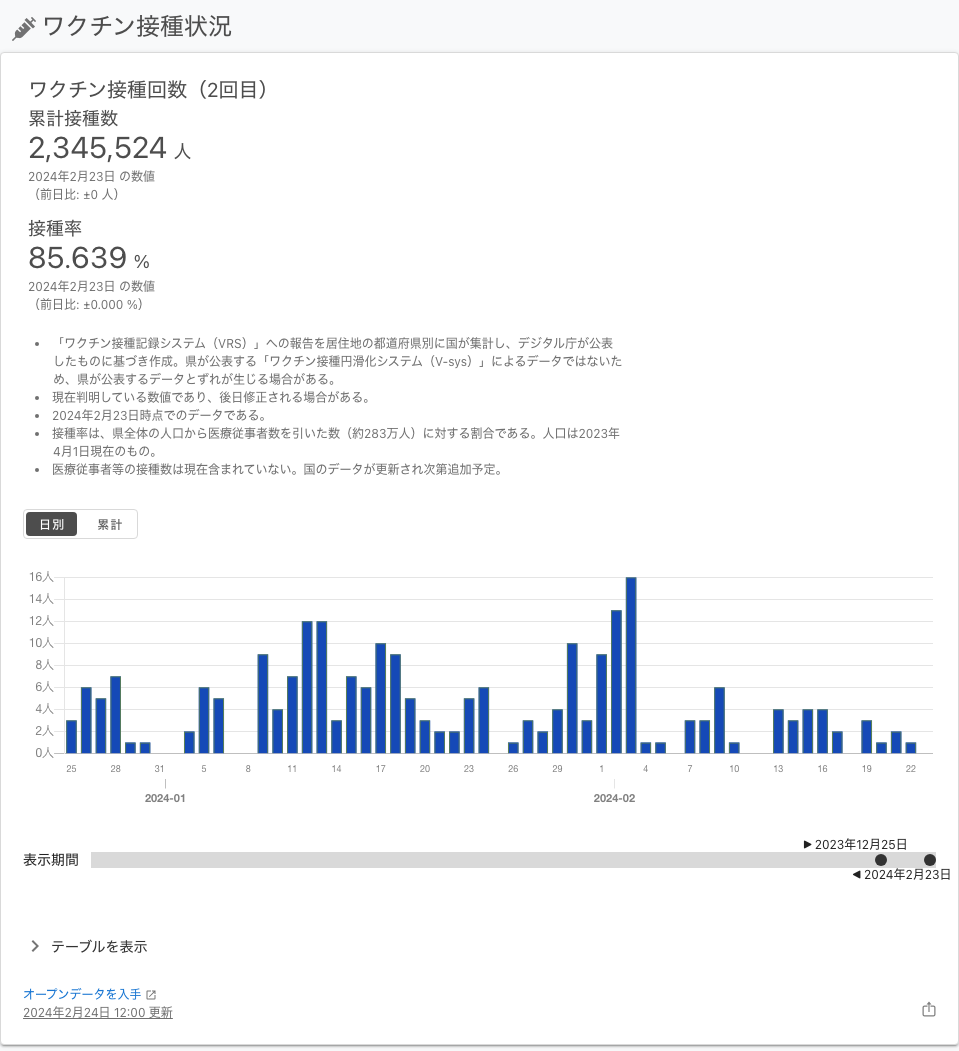 ワクチン接種状況
ワクチン接種回数（2回目）
累計接種数
2,345,524 人
2024年2月23日 の数値
（前日比: ±0 人）
接種率
85.639 %
2024年2月23日 の数値
（前日比: ±0.000 %）
• 「ワクチン接種記録システム（VRS）」への報告を居住地の都道府県別に国が集計し、デジタル庁が公表
したものに基づき作成。県が公表する「ワクチン接種円滑化システム（V-sys）」によるデータではないた
め、県が公表するデータとずれが生じる場合がある。
• 現在判明している数値であり、後日修正される場合がある。
• 2024年2月23日時点でのデータである。
• 接種率は、県全体の人口から医療従事者数を引いた数（約283万人）に対する割合である。人口は2023年
4月1日現在のもの。
• 医療従事者等の接種数は現在含まれていない。国のデータが更新され次第追加予定。
日別 累計
16人
14人
12人
10人
8人
6人
4人
2人
0人
25 28 31 5 8 11 14 17 20 23 26 29 1 4 7 10 13 16 19 22
2024-01 2024-02
▶ 2023年12月25日
表示期間
◀ 2024年2月23日
テーブルを表示
オープンデータを入手
2024年2月24日 12:00 更新